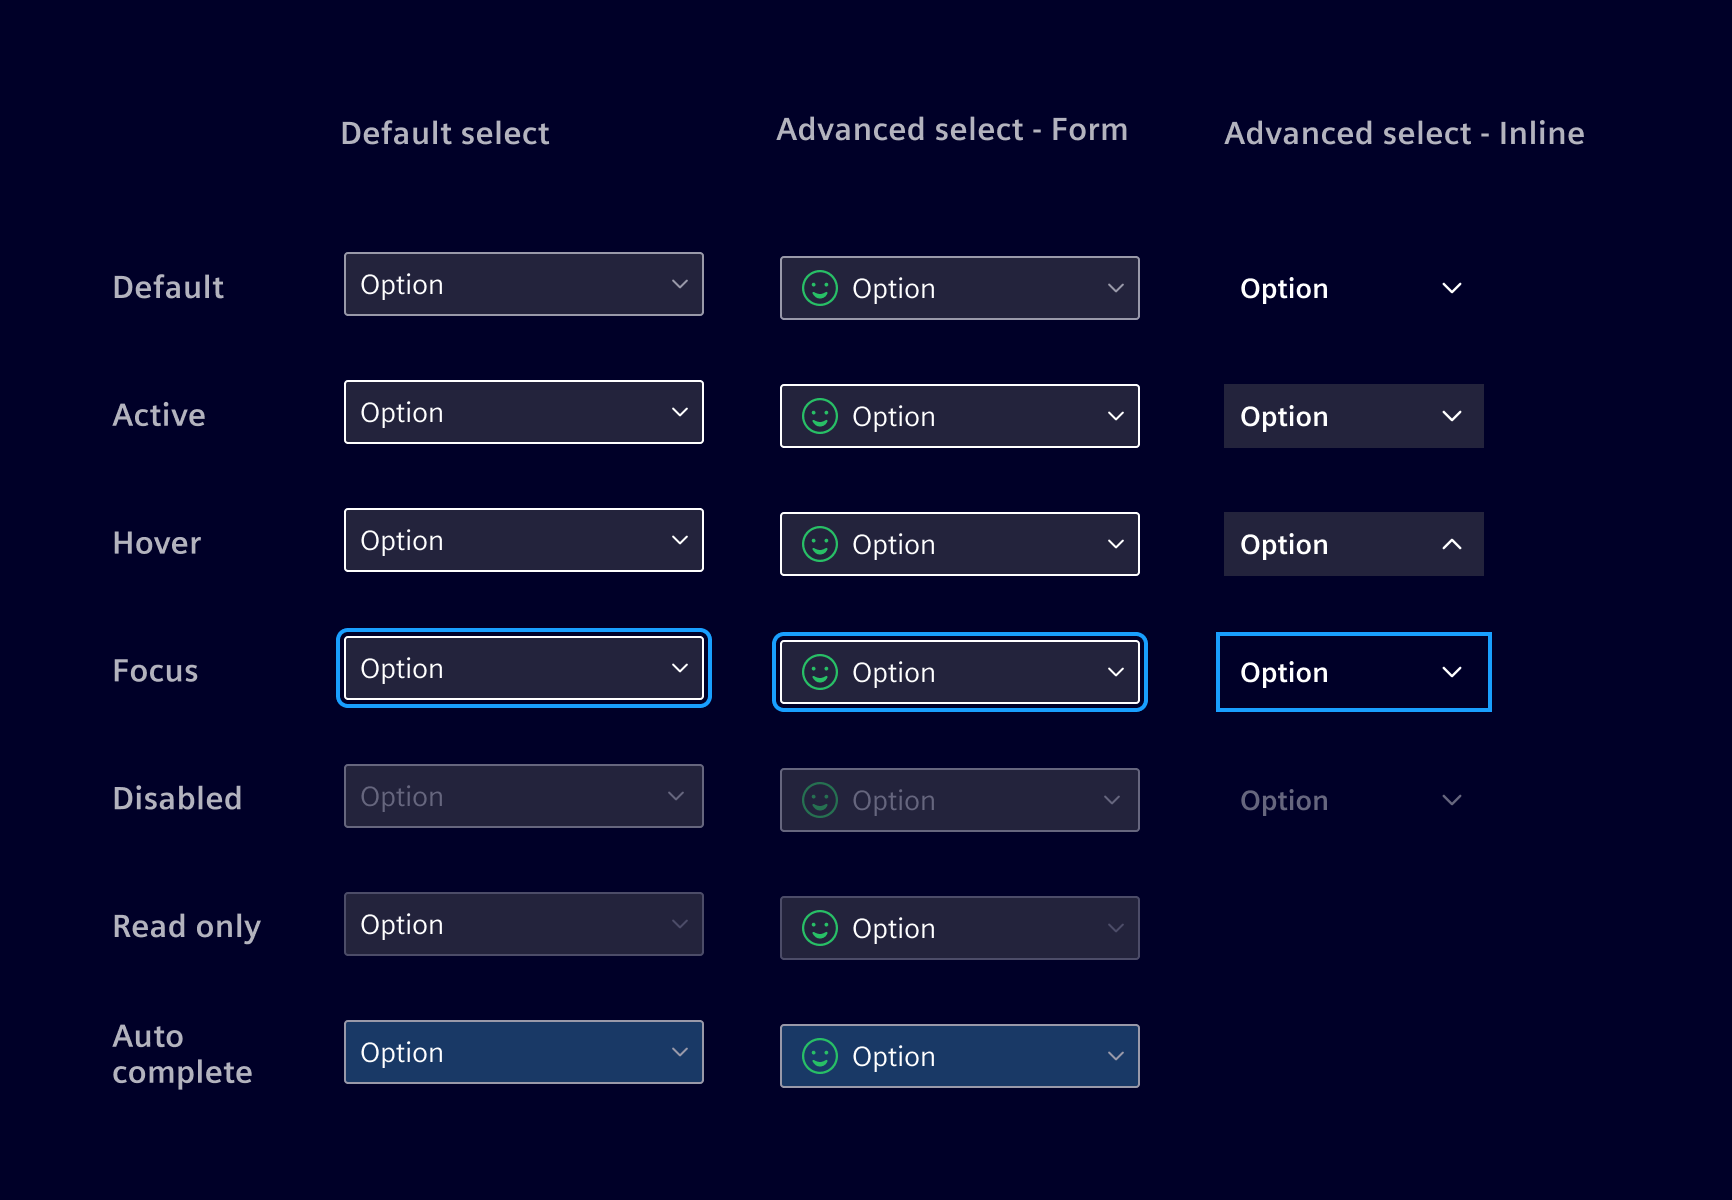 Default select
Advanced select - Form
Advanced select - Inline
Default
Option
Option
Option
Active
Option
Option
Option
Hover
Option
Option
Option
Focus
Option
Option
Option
Disabled
Option
Option
Option
Read only
Option
Option
Auto
complete
Option
Option